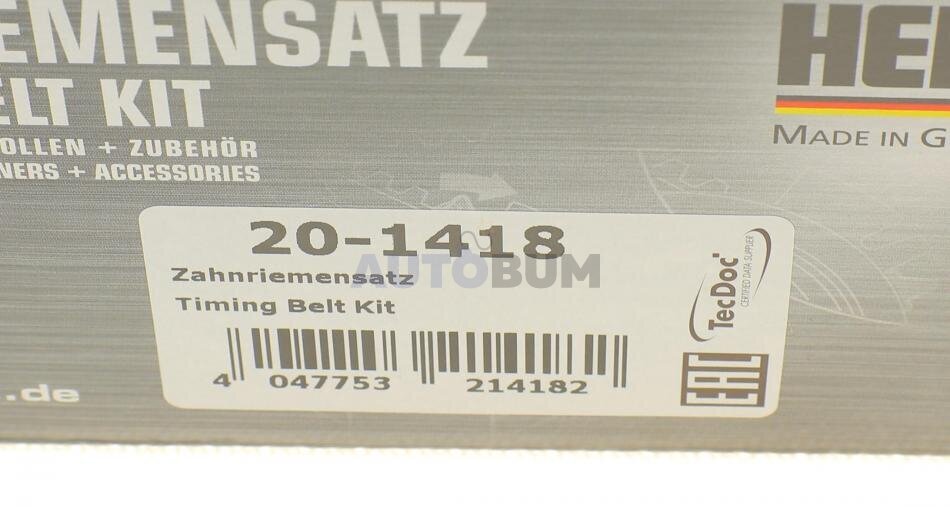 EMENSATZ
ELT KIT
OLLEN + ZUBEHÖR
NERS + ACCESSORIES
HE
MADE IN G
20-1418
Zahnriemensatz
AUTOBUM
Timing Belt Kit
4 047753 214182
TecDoc
CERTIFIED DATA SUPPLIER
EAC
.de